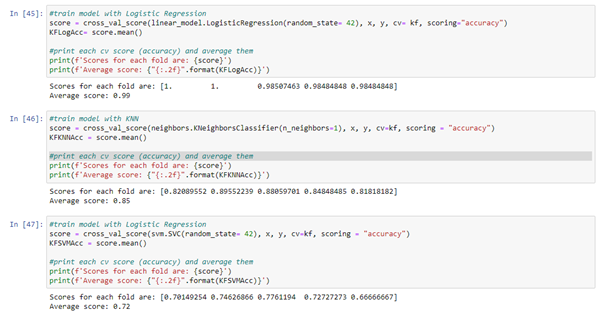 In [45]: #train model with Logistic Regression
score = cross_val_score(linear_model.LogisticRegression(random_state= 42), x, y, cv= kf, scoring="accuracy")
KFLogAcc= score.mean()
#print each cv score (accuracy) and average them
print(f'Scores for each fold are: {score}')
print(f'Average score: {"{:.2f}".format(KFLogAcc)}')
Scores for each fold are: [1. 1. 0.98507463 0.98484848 0.98484848]
Average score: 0.99
In [46]: #train model with KNN
score = cross_val_score(neighbors.KNeighborsClassifier(n_neighbors=1), x, y, cv=kf, scoring = "accuracy")
KFKNNAcc = score.mean()
#print each cv score (accuracy) and average them
print(f'Scores for each fold are: {score}')
print(f'Average score: {"{:.2f}".format(KFKNNAcc)}')
Scores for each fold are: [0.82089552 0.89552239 0.88059701 0.84848485 0.81818182]
Average score: 0.85
In [47]: #train model with Logistic Regression
score = cross_val_score(svm.SVC(random_state= 42), x, y, cv=kf, scoring = "accuracy")
KFSVMAcc = score.mean()
#print each cv score (accuracy) and average them
print(f'Scores for each fold are: {score}')
print(f'Average score: {"{:.2f}".format(KFSVMAcc)}')
Scores for each fold are: [0.70149254 0.74626866 0.7761194 0.72727273 0.66666667]
Average score: 0.72